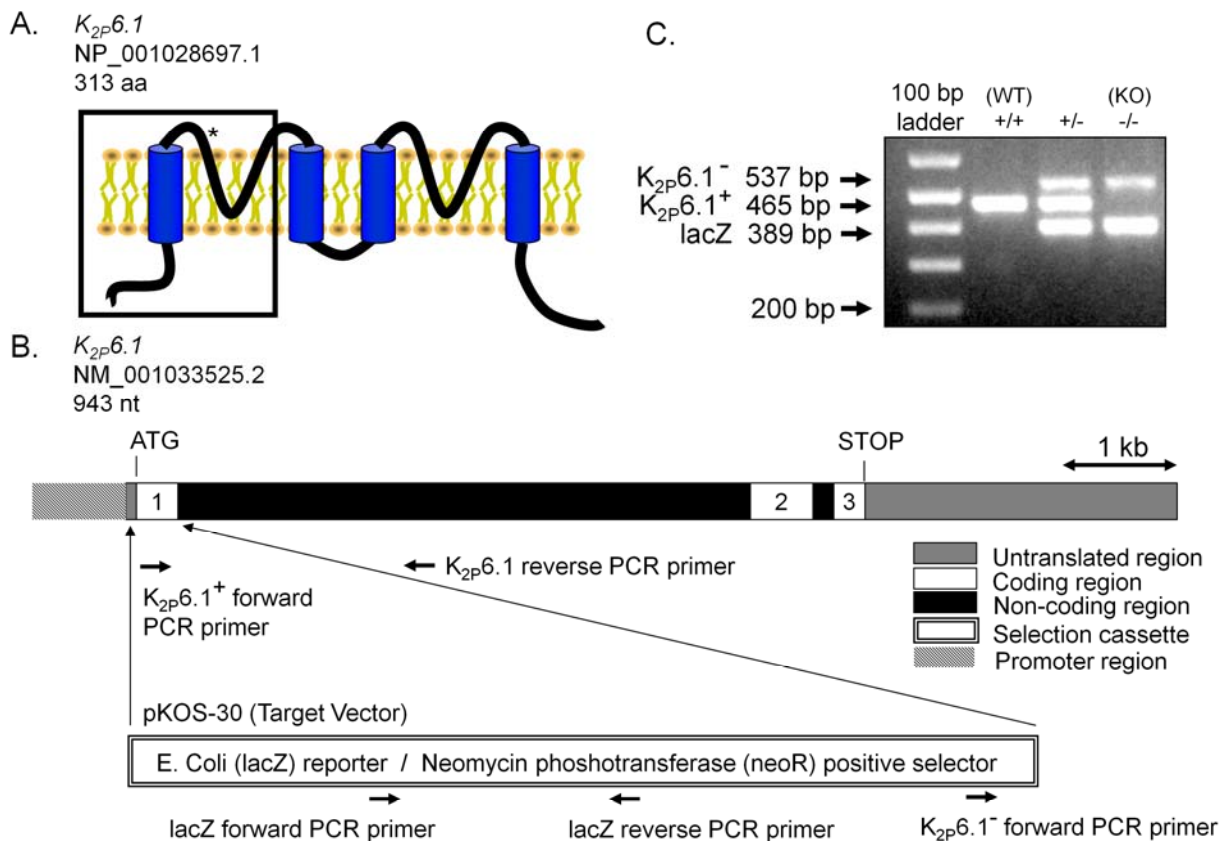 A.
K2P6.1
NP_001028697.1
313 aa
*
C.
100 bp
ladder
(WT)
+/+
+/-
(KO)
-/-
K2P6.1- 537 bp
K2P6.1+ 465 bp
lacZ 389 bp
200 bp
B.
K2P6.1
NM_001033525.2
943 nt
ATG
STOP
1 kb
1
2
3
K2P6.1+ forward
PCR primer
K2P6.1 reverse PCR primer
Untranslated region
Coding region
Non-coding region
Selection cassette
Promoter region
pKOS-30 (Target Vector)
E. Coli (lacZ) reporter / Neomycin phoshotransferase (neoR) positive selector
lacZ forward PCR primer
lacZ reverse PCR primer
K2P6.1- forward PCR primer